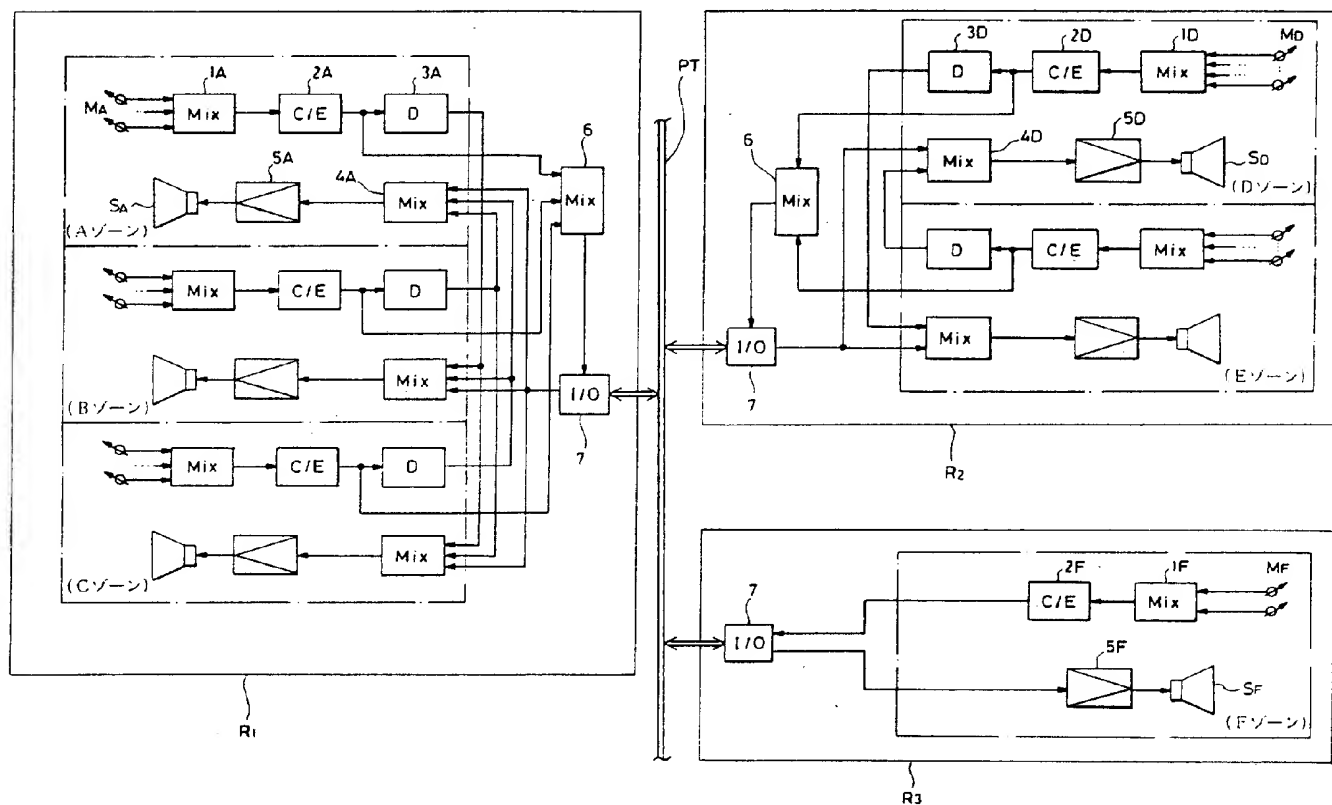 1A 2A 3A
MA Mix C/E D
6
5A 4A
SA Mix Mix
(Aゾーン)
Mix C/E D
Mix I/O
(Bゾーン) 7
Mix C/E D
Mix
(Cゾーン)
R1
PT
3D 2D 1D MD
D C/E Mix
4D 5D
6 Mix SD
Mix (Dゾーン)
D C/E Mix
I/O Mix
7 (Eゾーン)
R2
2F 1F MF
7 C/E Mix
I/O 5F
SF
(Fゾーン)
R3